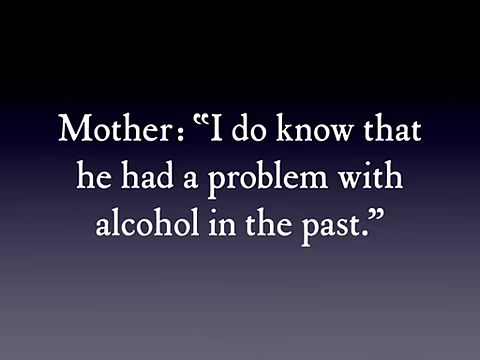 Mother: “I do know that
he had a problem with
alcohol in the past.”